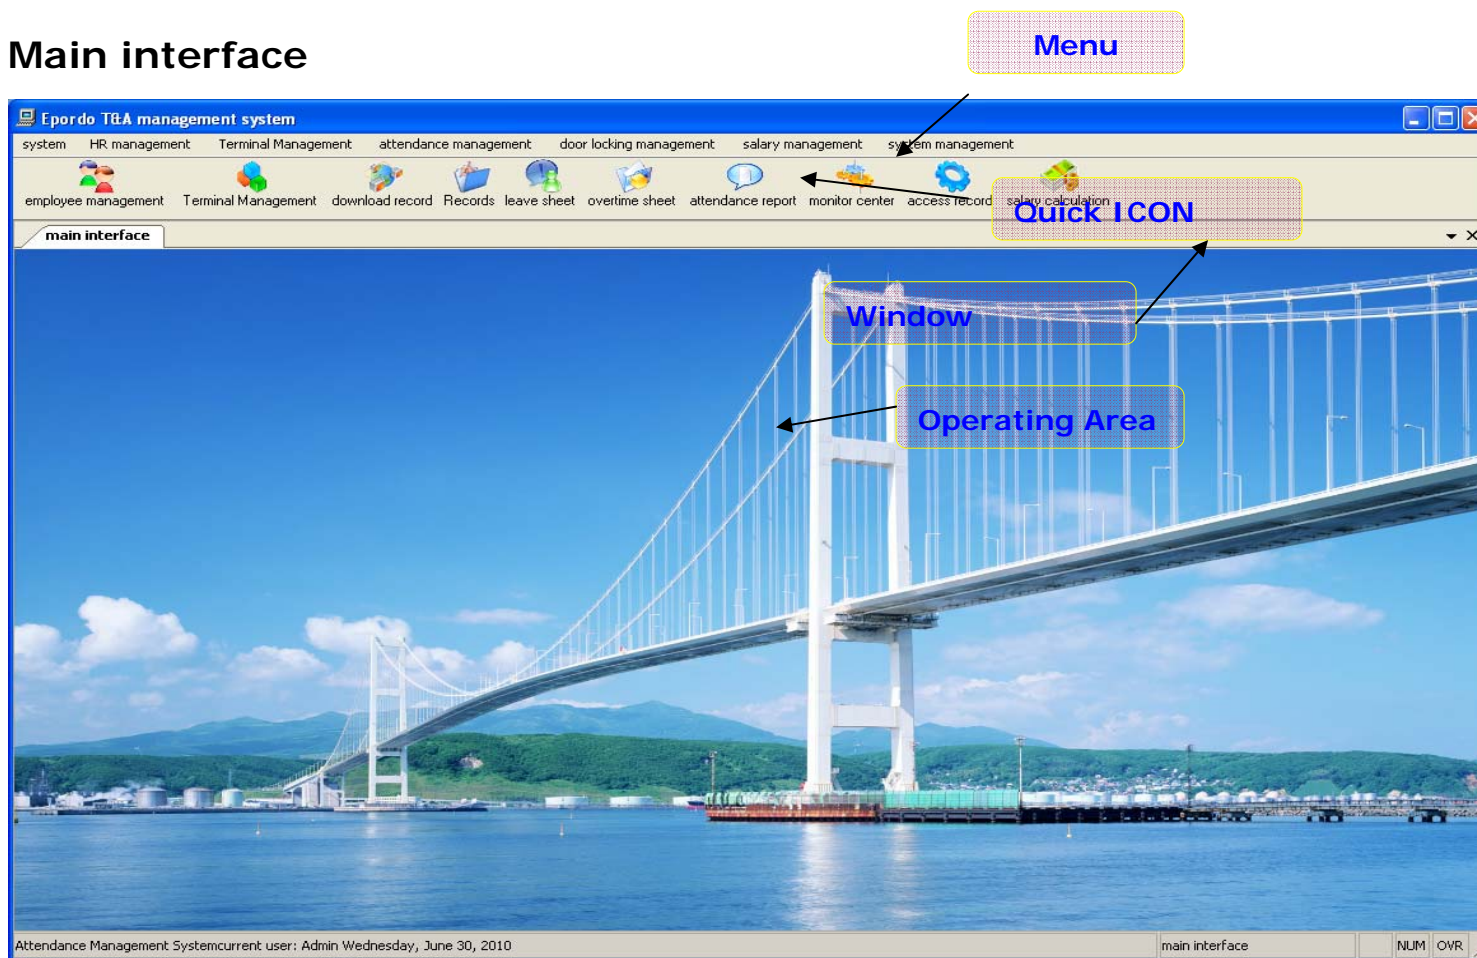 Main interface
Menu
Epordo T&A management system
system HR management Terminal Management attendance management door locking management salary management system management
employee management Terminal Management download record Records leave sheet overtime sheet attendance report monitor center access record salary calculation
Quick ICON
main interface
Window
Operating Area
Attendance Management Systemcurrent user: Admin Wednesday, June 30, 2010 main interface NUM OVR